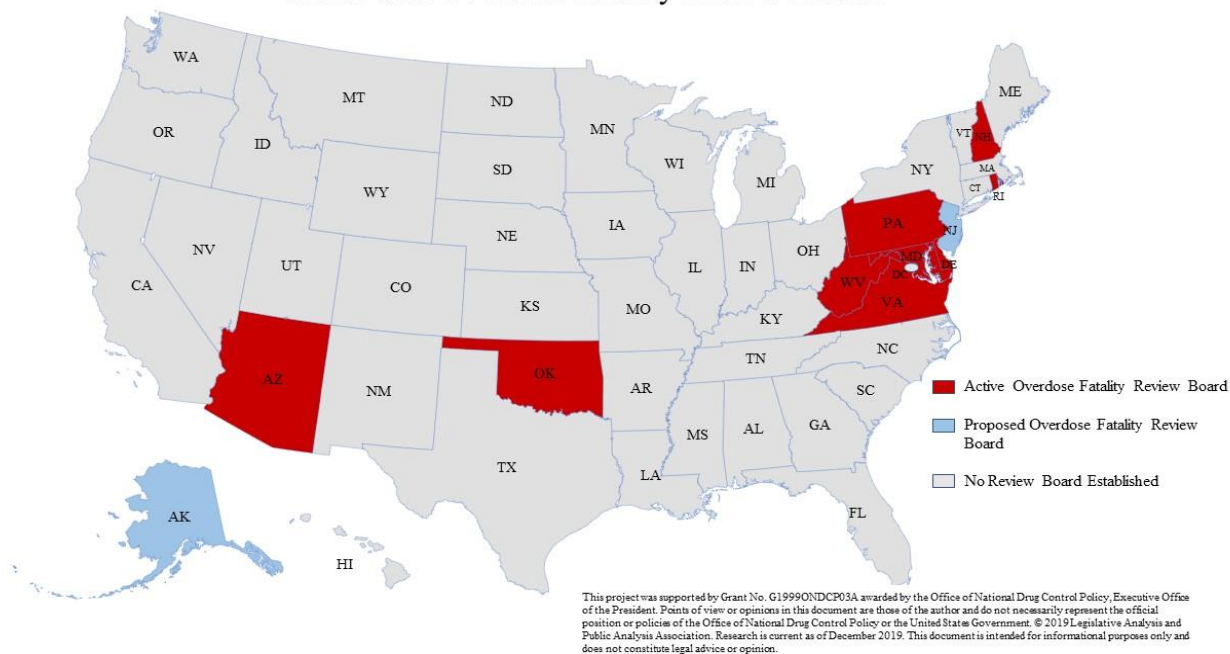 WA
MT
ND
MN
ME
OR
ID
SD
WI
MI
VT
NH
NY
MA
CT
RI
WY
IA
PA
NJ
NE
OH
NV
UT
IL
IN
MD
DE
DC
WV
VA
CA
CO
KS
MO
KY
AZ
NM
OK
AR
TN
NC
SC
MS
AL
GA
TX
LA
FL
AK
HI
Active Overdose Fatality Review Board
Proposed Overdose Fatality Review
Board
No Review Board Established
This project was supported by Grant No. G1999ONDCP03A awarded by the Office of National Drug Control Policy, Executive Office
of the President. Points of view or opinions in this document are those of the author and do not necessarily represent the official
position or policies of the Office of National Drug Control Policy or the United States Government. © 2019 Legislative Analysis and
Public Analysis Association. Research is current as of December 2019. This document is intended for informational purposes only and
does not constitute legal advice or opinion.